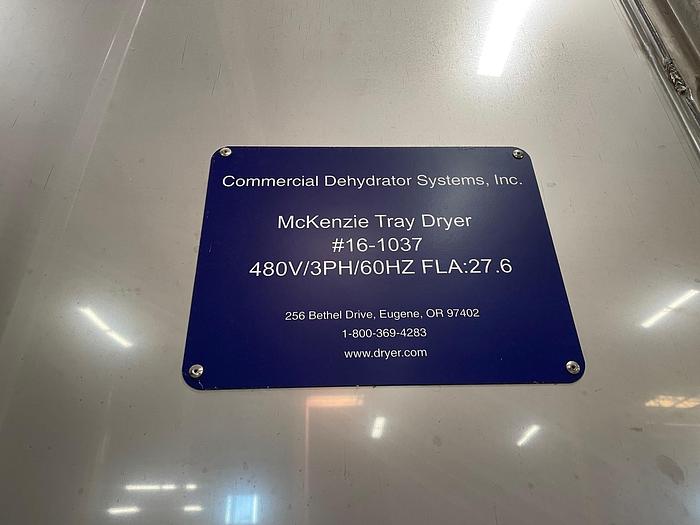 Commercial Dehydrator Systems, Inc.
McKenzie Tray Dryer
#16-1037
480V/3PH/60HZ FLA:27.6
256 Bethel Drive, Eugene, OR 97402
1-800-369-4283
www.dryer.com